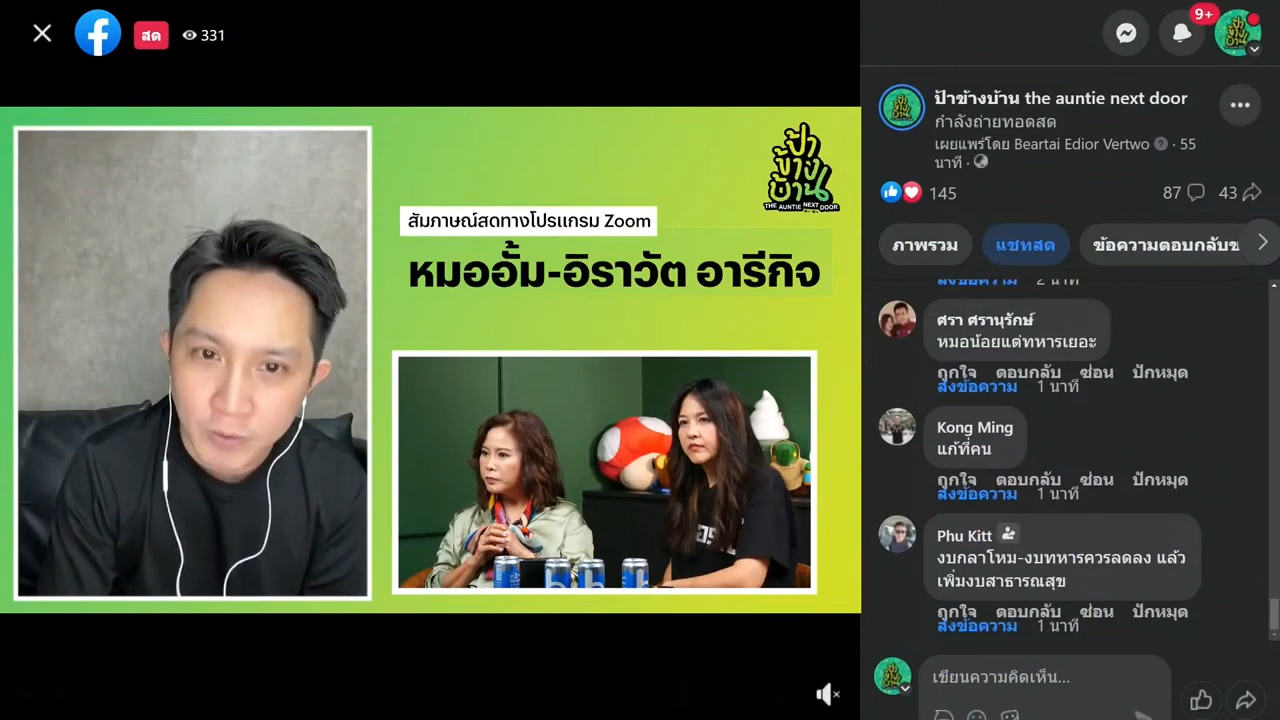 สด
331
ป้า
ข้าง
บ้าน
THE AUNTIE NEXT DOOR
สัมภาษณ์สดทางโปรแกรม Zoom
หมออั้ม-อิราวัต อารีกิจ
9+
ป้าข้างบ้าน the auntie next door
กำลังถ่ายทอดสด
เผยแพร่โดย Beartai Edior Vertwo · 55
นาที ·
145
87
43
ภาพรวม
แชทสด
ข้อความตอบกลับข
ส่งข้อความ 2 นาที
ศรา ศรานุรักษ์
หมอน้อยแต่ทหารเยอะ
ถูกใจ ตอบกลับ ซ่อน ปักหมุด
ส่งข้อความ 1 นาที
Kong Ming
แก้ที่คน
ถูกใจ ตอบกลับ ซ่อน ปักหมุด
ส่งข้อความ 1 นาที
Phu Kitt
งบกลาโหม-งบทหารควรลดลง แล้ว
เพิ่มงบสาธารณสุข
ถูกใจ ตอบกลับ ซ่อน ปักหมุด
ส่งข้อความ 1 นาที
เขียนความคิดเห็น...